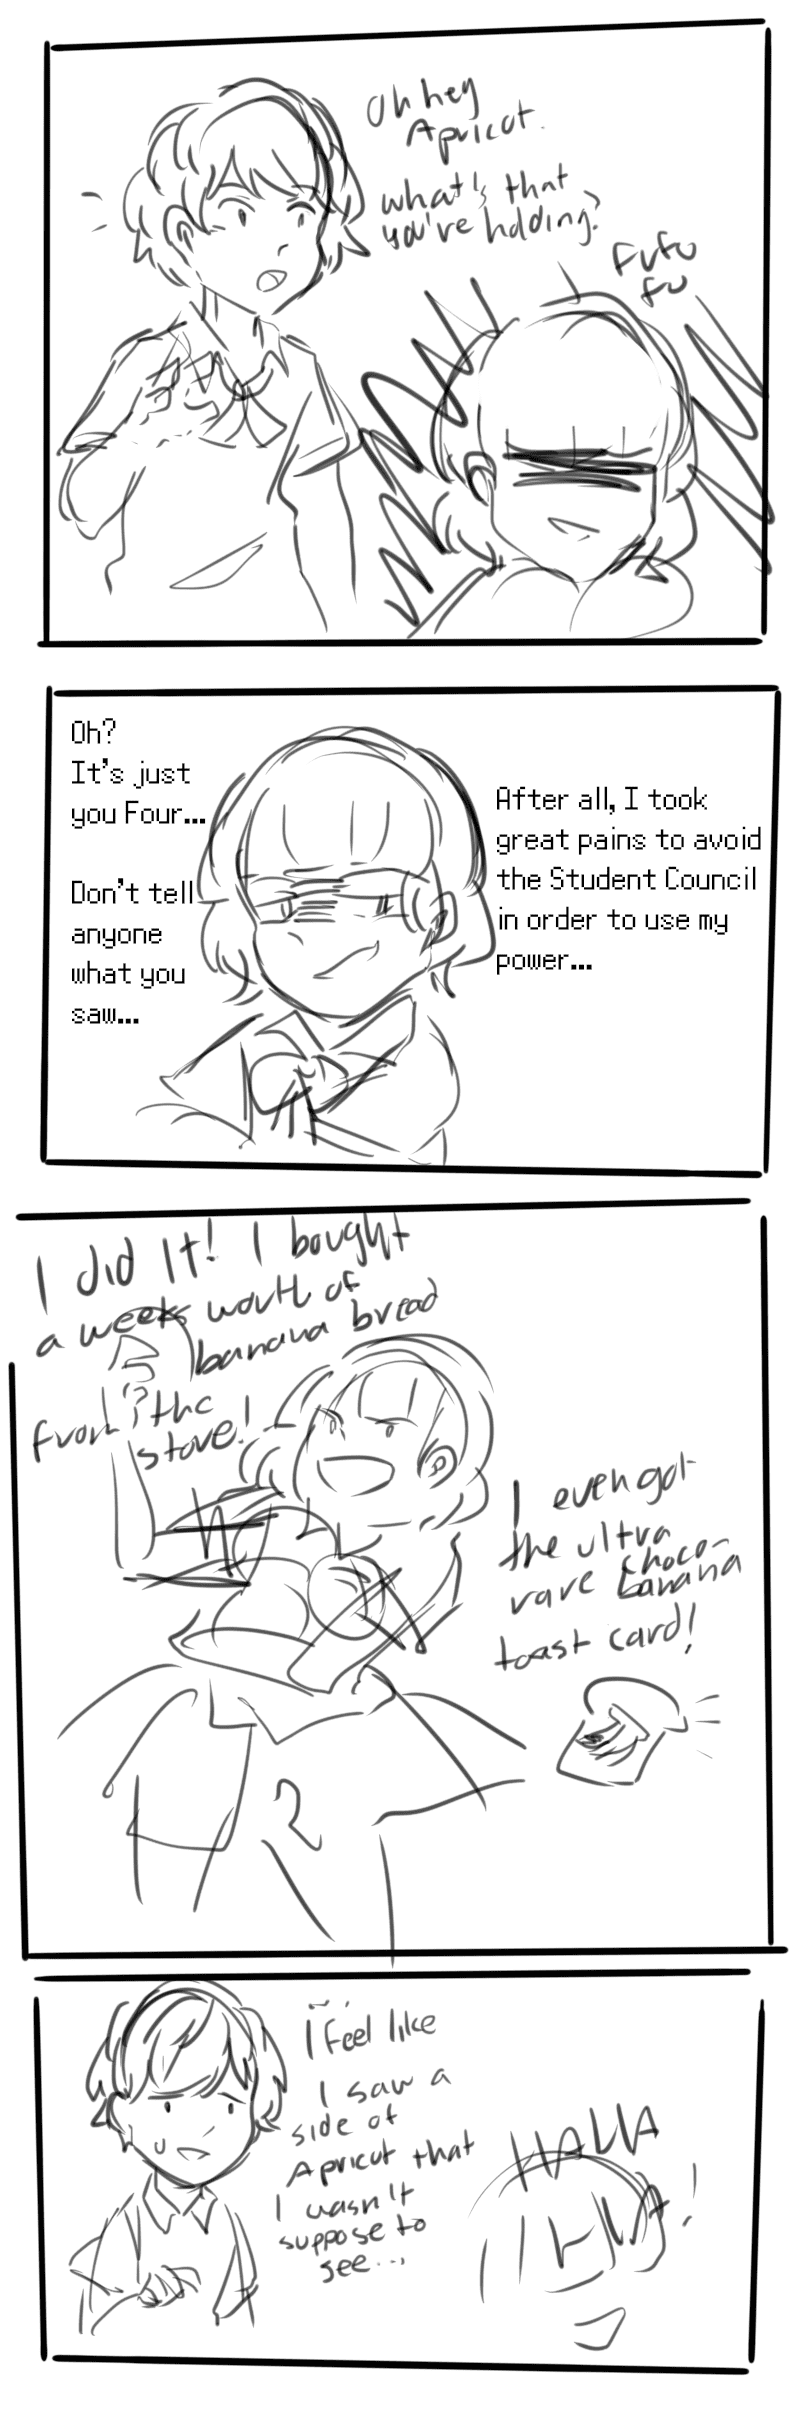 Oh hey
Apricot.
what's that
you're holding?
Fufu
fu
Oh?
It's just
you Four...
Don't tell
anyone
what you
saw...
After all, I took
great pains to avoid
the Student Council
in order to use my
power...
I did It! I bought
a weeks worth of
banana bread
from the
store!
I even got
the ultra
rare choco-
banana
toast card!
I feel like
I saw a
side of
Apricot that
I wasn't
suppose to
see...
HAHA
HA!